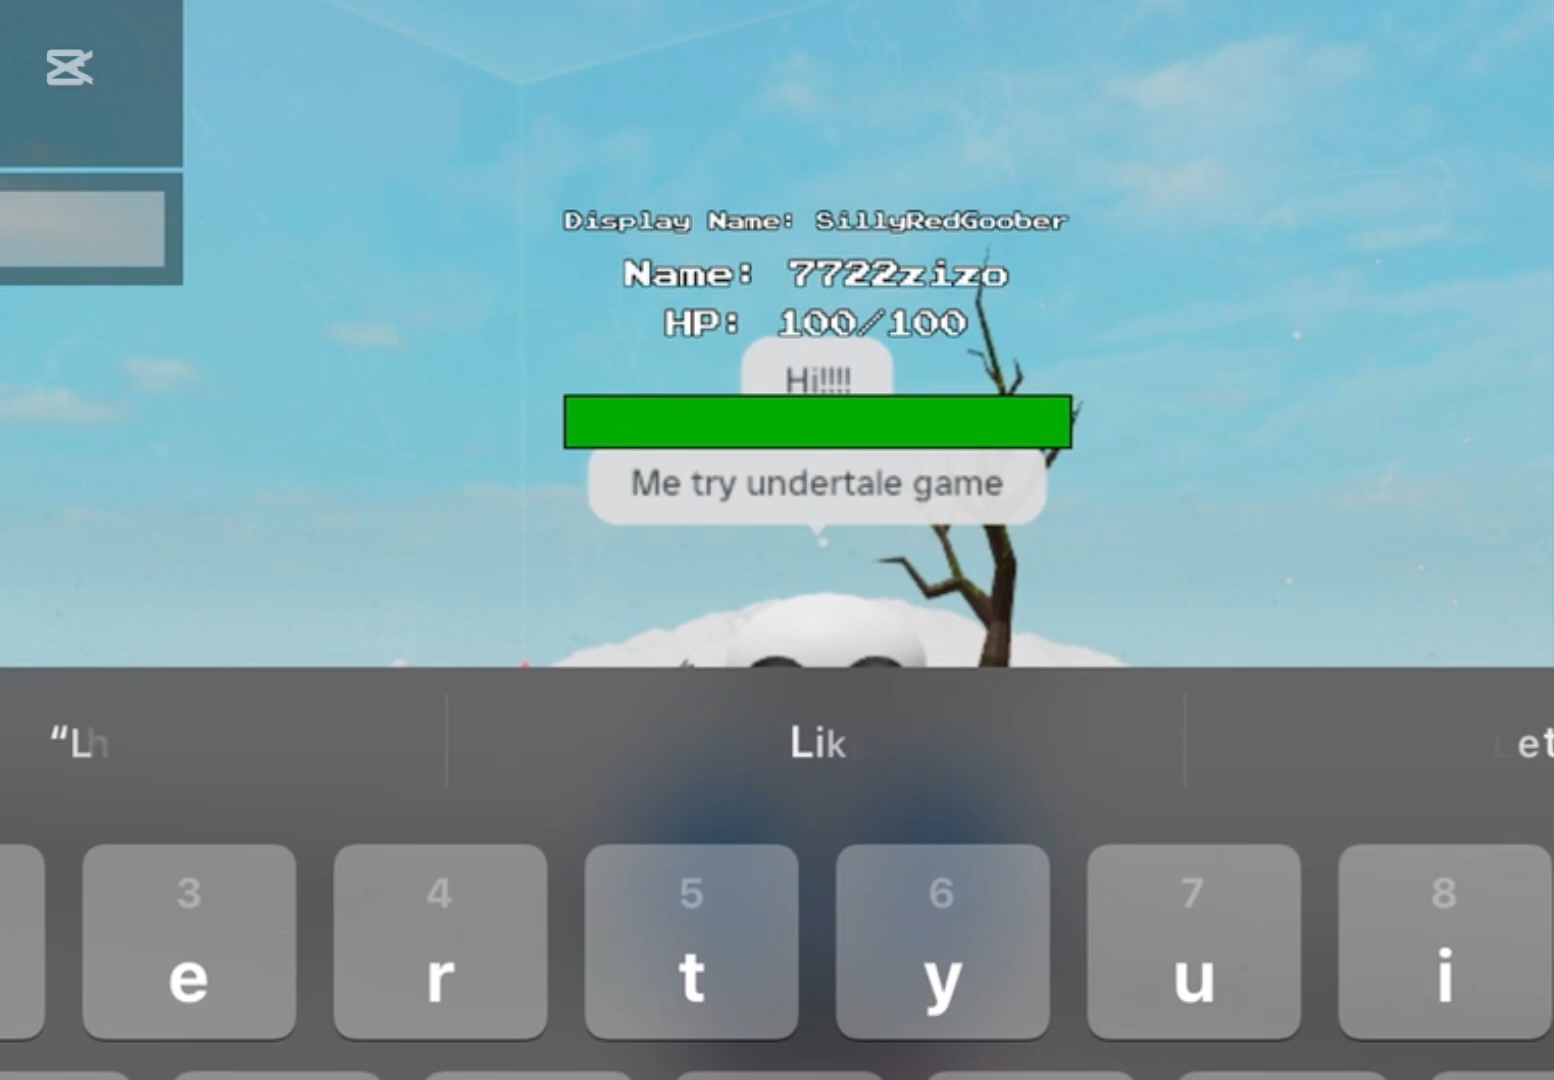 Display Name: SillyRedGoober
Name: 7722zizo
HP: 100/100
Hi!!!!
Me try undertale game
Lik
3
4
5
6
7
8
e
r
t
y
u
i